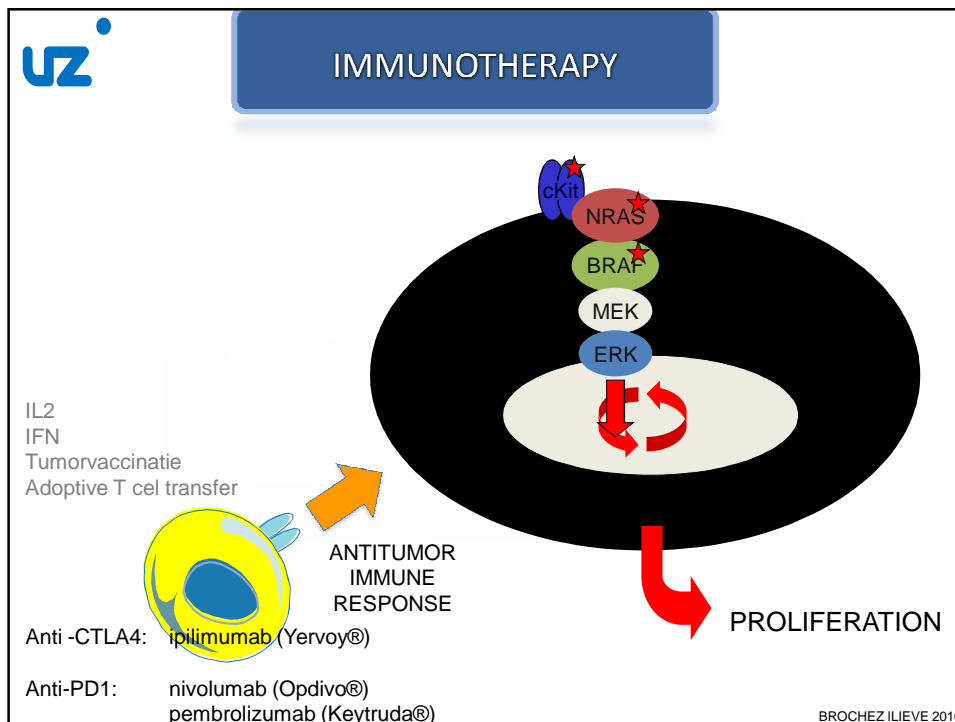 uz
IMMUNOTHERAPY
cKit
NRAS
BRAF
MEK
ERK
IL2
IFN
Tumorvaccinatie
Adoptive T cel transfer
ANTITUMOR
IMMUNE
RESPONSE
PROLIFERATION
Anti -CTLA4: ipilimumab (Yervoy®)
Anti-PD1: nivolumab (Opdivo®)
pembrolizumab (Keytruda®)
BROCHEZ ILIEVE 2016